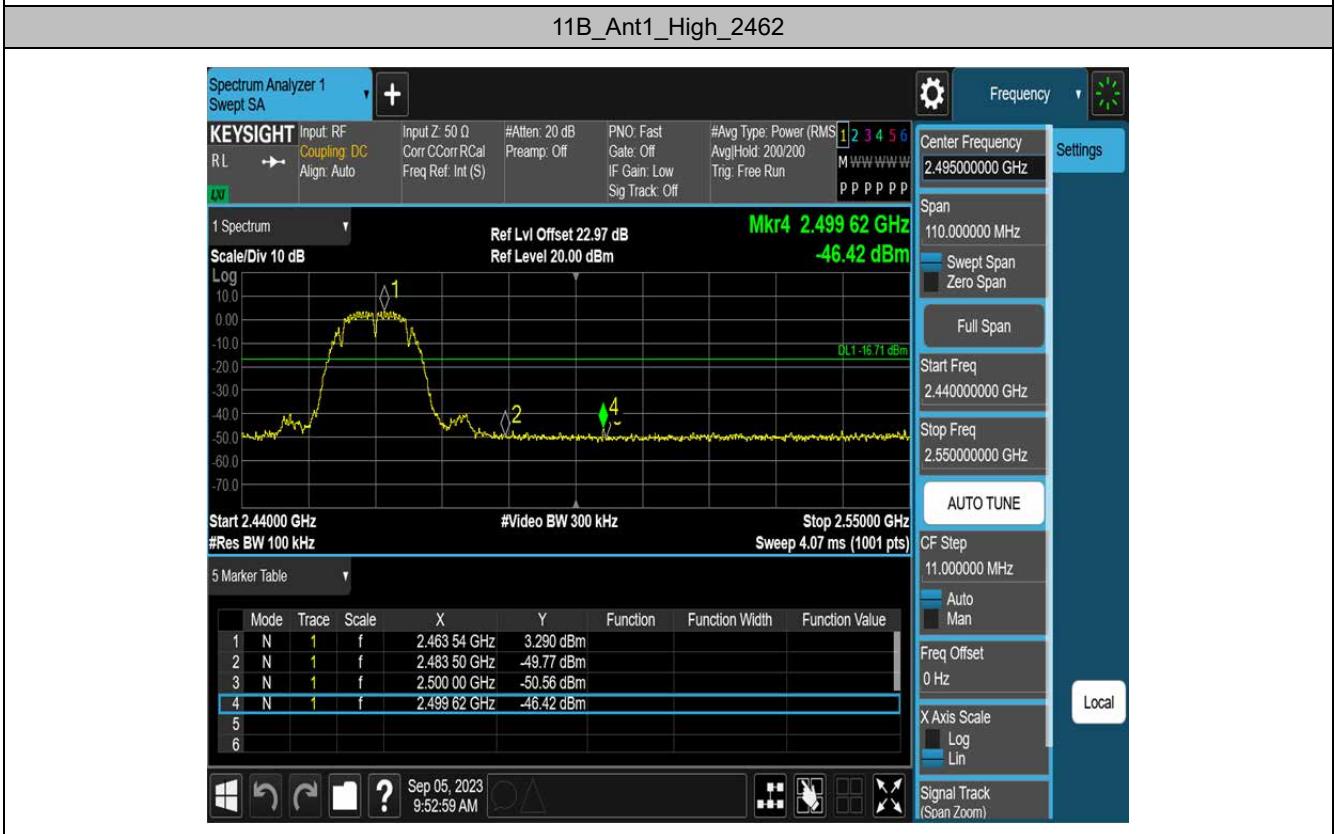 11B_Ant1_High_2462
Spectrum Analyzer 1
Swept SA
+
Frequency
KEYSIGHT
RL
LXI
Input: RF
Coupling: DC
Align: Auto
Input Z: 50 Ω
Corr CCorr RCal
Freq Ref: Int (S)
#Atten: 20 dB
Preamp: Off
PNO: Fast
Gate: Off
IF Gain: Low
Sig Track: Off
#Avg Type: Power (RMS
Avg|Hold: 200/200
Trig: Free Run
1 2 3 4 5 6
M W W W W W
P P P P P P
1 Spectrum
Scale/Div 10 dB
Ref Lvl Offset 22.97 dB
Ref Level 20.00 dBm
Mkr4 2.499 62 GHz
-46.42 dBm
Log
10.0
0.00
-10.0
-20.0
-30.0
-40.0
-50.0
-60.0
-70.0
1
2
4
DL1 -16.71 dBm
Start 2.44000 GHz
#Video BW 300 kHz
Stop 2.55000 GHz
#Res BW 100 kHz
Sweep 4.07 ms (1001 pts)
5 Marker Table
Mode Trace Scale X Y Function Function Width Function Value
1 N 1 f 2.463 54 GHz 3.290 dBm
2 N 1 f 2.483 50 GHz -49.77 dBm
3 N 1 f 2.500 00 GHz -50.56 dBm
4 N 1 f 2.499 62 GHz -46.42 dBm
5
6
Sep 05, 2023
9:52:59 AM
?
Center Frequency
2.495000000 GHz
Settings
Span
110.000000 MHz
Swept Span
Zero Span
Full Span
Start Freq
2.440000000 GHz
Stop Freq
2.550000000 GHz
AUTO TUNE
CF Step
11.000000 MHz
Auto
Man
Freq Offset
0 Hz
Local
X Axis Scale
Log
Lin
Signal Track
(Span Zoom)